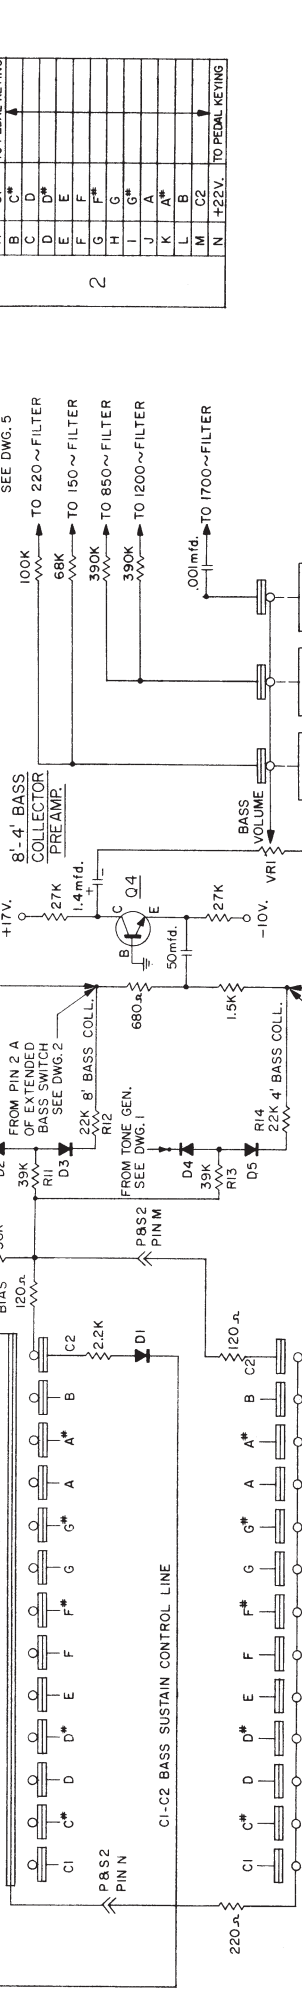 C1 C# D D# E F F# G G# A A# B C2
P&S2
PIN N
C1-C2 BASS SUSTAIN CONTROL LINE
220Ω
C1 C# D D# E F F# G G# A A# B C2
BIAS
120Ω
2.2K
D1
120Ω
P&S2
PIN M
D2
39K
R11
D3
FROM PIN 2 A
OF EXTENDED
BASS SWITCH
SEE DWG.2
22K 8' BASS COLL.
R12
FROM TONE GEN.
SEE DWG. 1
D4
39K
R13
D5
R14
22K 4' BASS COLL.
+17V.
27K
8'-4' BASS
COLLECTOR
PREAMP.
1.4mfd.
+
C
Q4
B
E
680Ω
50mfd.
1.5K
27K
-10V.
BASS
VOLUME
VR1
SEE DWG. 5
100K TO 220~FILTER
68K TO 150~FILTER
390K TO 850~FILTER
390K TO 1200~FILTER
.001mfd. TO 1700~FILTER
2
B C#
C D
D D#
E E
F F
G F#
H G
I G#
J A
K A#
L B
M C2
N +22V. TO PEDAL KEYING